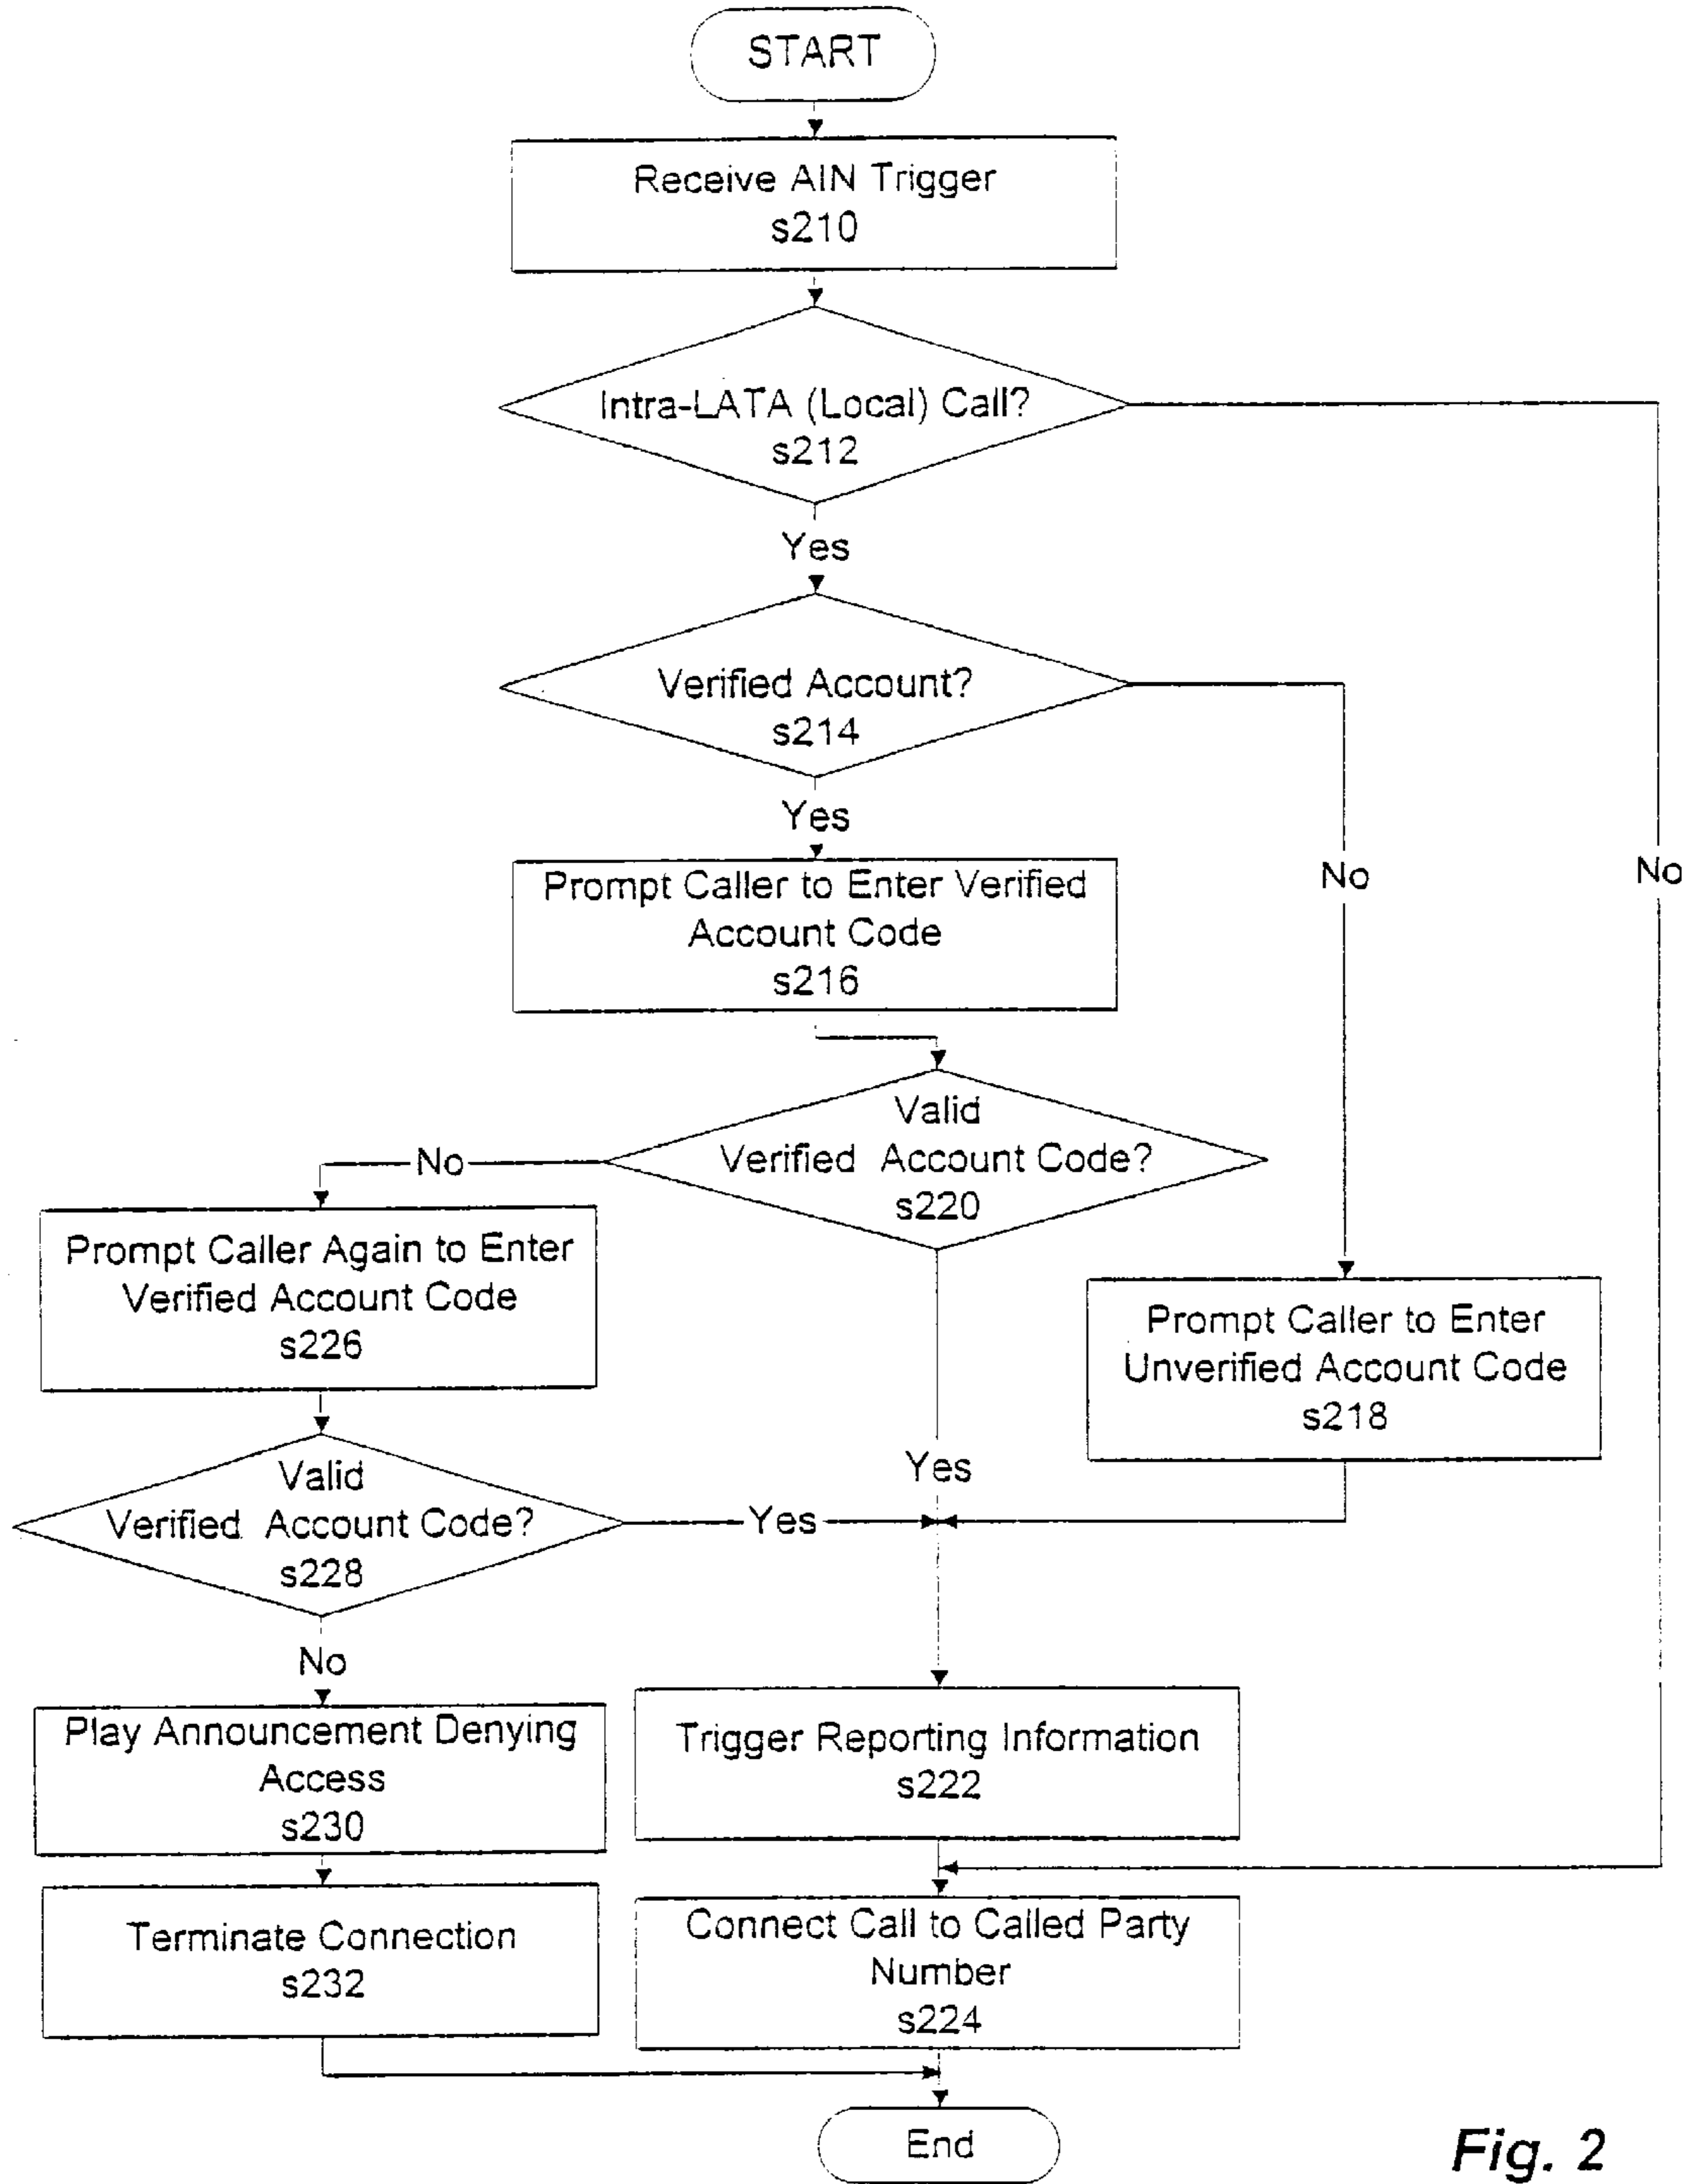 START
Receive AIN Trigger
s210
Intra-LATA (Local) Call?
s212
Yes
Verified Account?
s214
Yes
No
No
Prompt Caller to Enter Verified
Account Code
s216
Valid
Verified Account Code?
s220
No
Prompt Caller Again to Enter
Verified Account Code
s226
Prompt Caller to Enter
Unverified Account Code
s218
Yes
Valid
Verified Account Code?
s228
Yes
No
Play Announcement Denying
Access
s230
Trigger Reporting Information
s222
Terminate Connection
s232
Connect Call to Called Party
Number
s224
End
Fig. 2